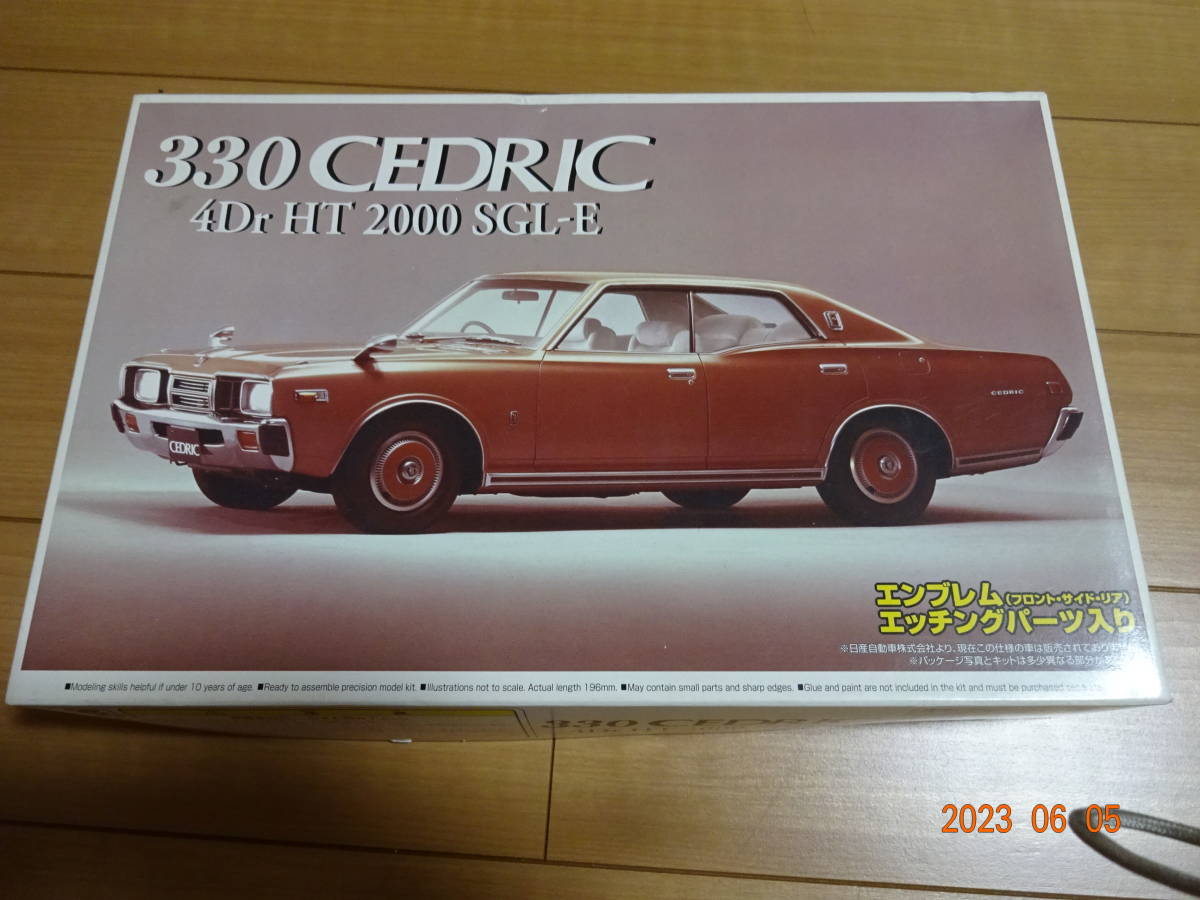 330 CEDRIC
4Dr HT 2000 SGL-E
CEDRIC
CEDRIC
エンブレム(フロント・サイド・リア)
エッチングパーツ入り
※日産自動車株式会社より、現在この仕様の車は販売されており
※パッケージ写真とキットは多少異なる部分が
■Modeling skills helpful if under 10 years of age. ■Ready to assemble precision model kit. ■Illustrations not to scale. Actual length 196mm. ■May contain small parts and sharp edges. ■Glue and paint are not included in the kit and must be purchased
330 CEDRIC
2023 06 05